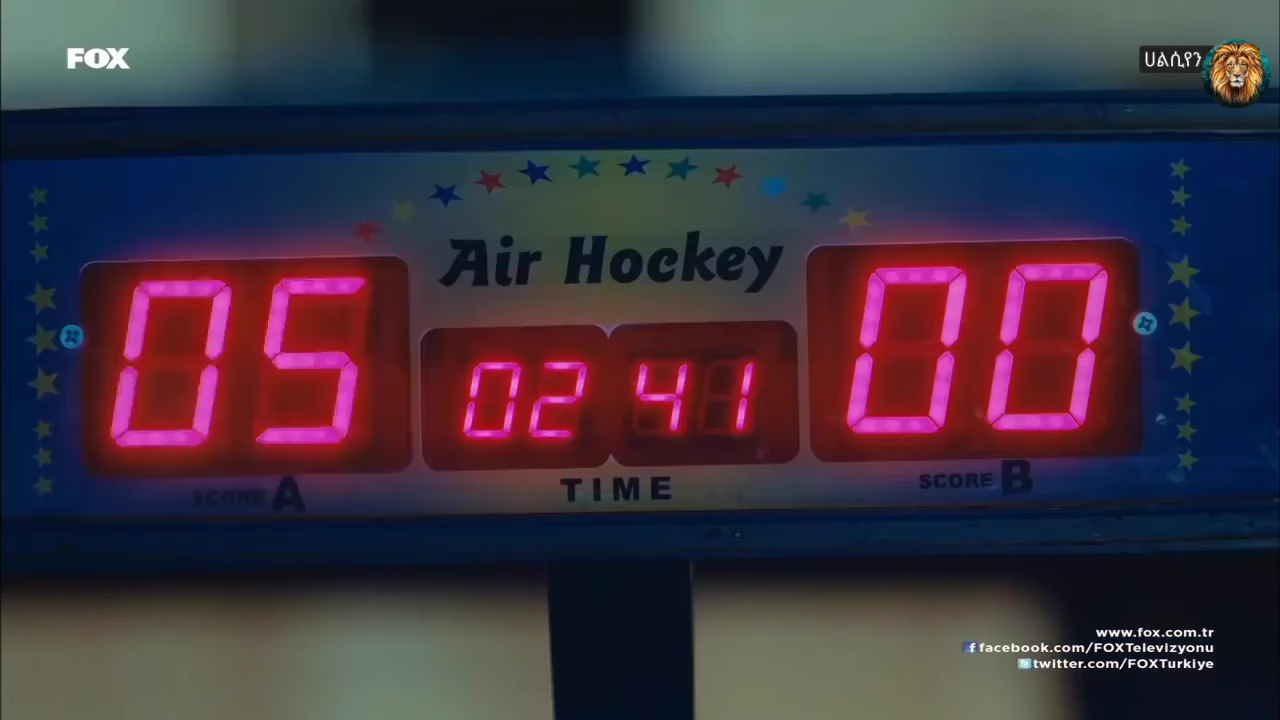 FOX
ሀልሲየን
Air Hockey
05
02 41
00
SCORE A
TIME
SCORE B
www.fox.com.tr
facebook.com/FOXTelevizyonu
twitter.com/FOXTurkiye